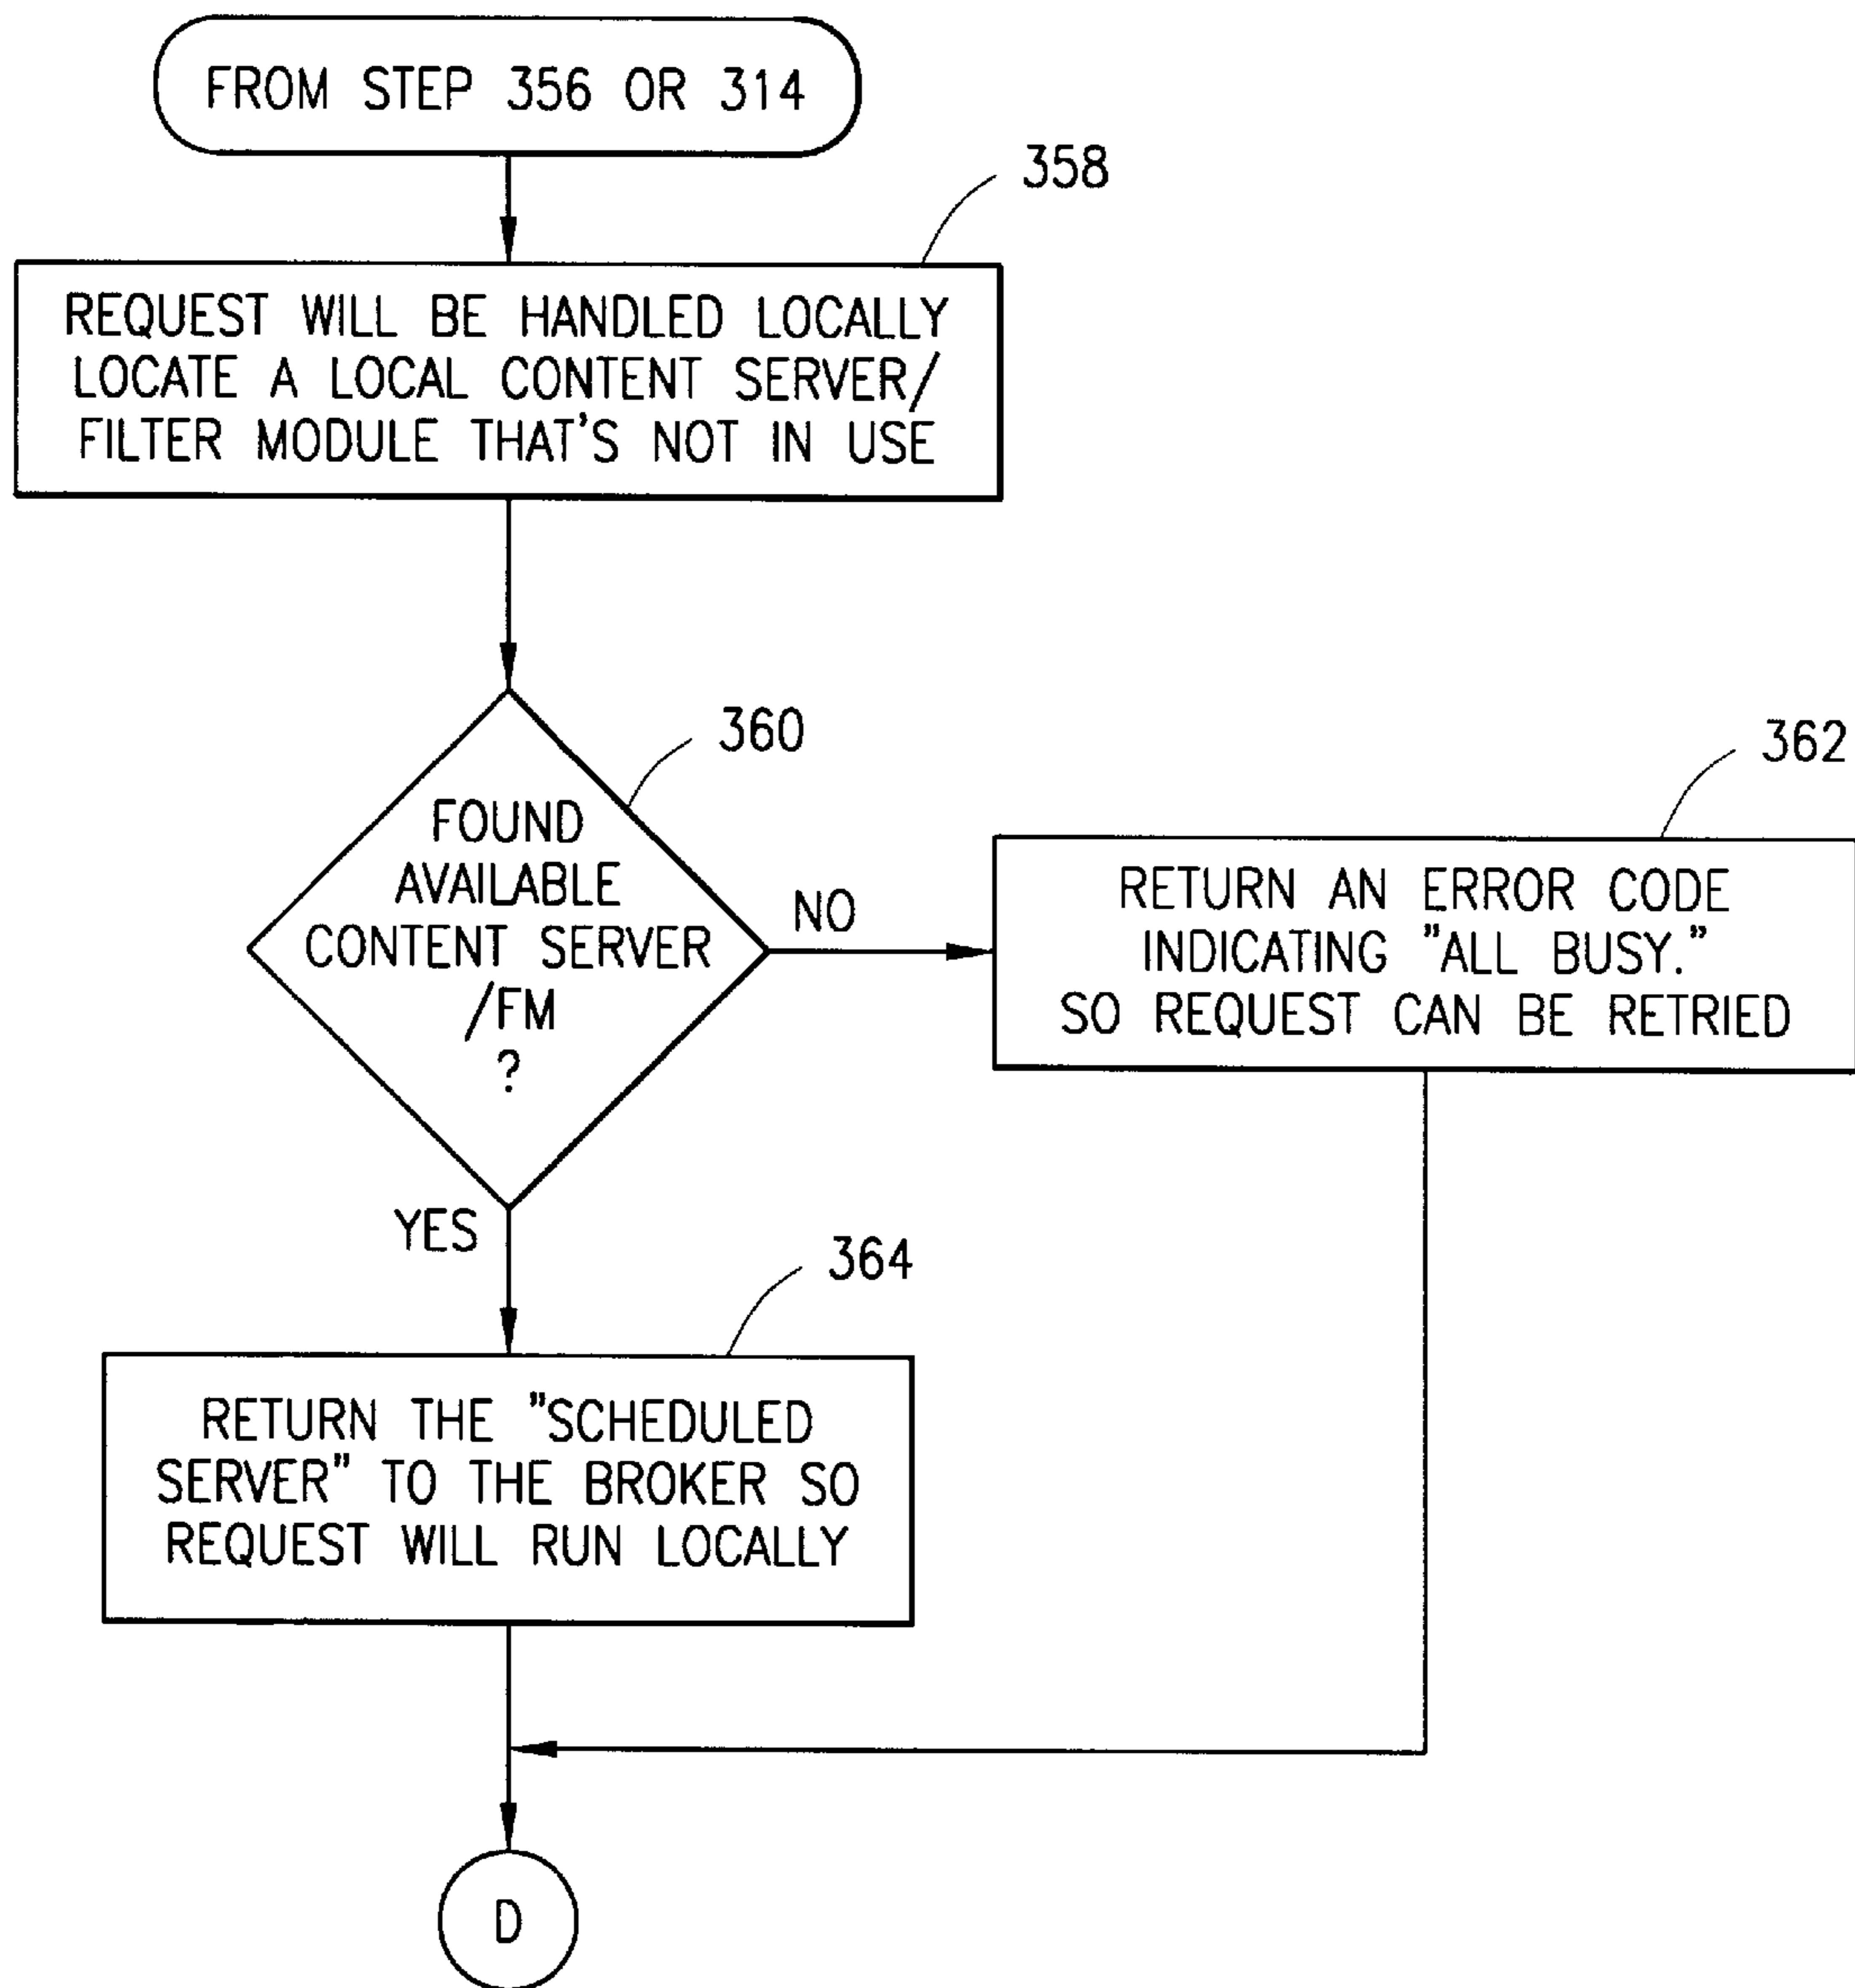 FROM STEP 356 OR 314
358
REQUEST WILL BE HANDLED LOCALLY
LOCATE A LOCAL CONTENT SERVER/
FILTER MODULE THAT'S NOT IN USE
360
FOUND
AVAILABLE
CONTENT SERVER
/FM
?
NO
362
RETURN AN ERROR CODE
INDICATING "ALL BUSY."
SO REQUEST CAN BE RETRIED
YES
364
RETURN THE "SCHEDULED
SERVER" TO THE BROKER SO
REQUEST WILL RUN LOCALLY
D